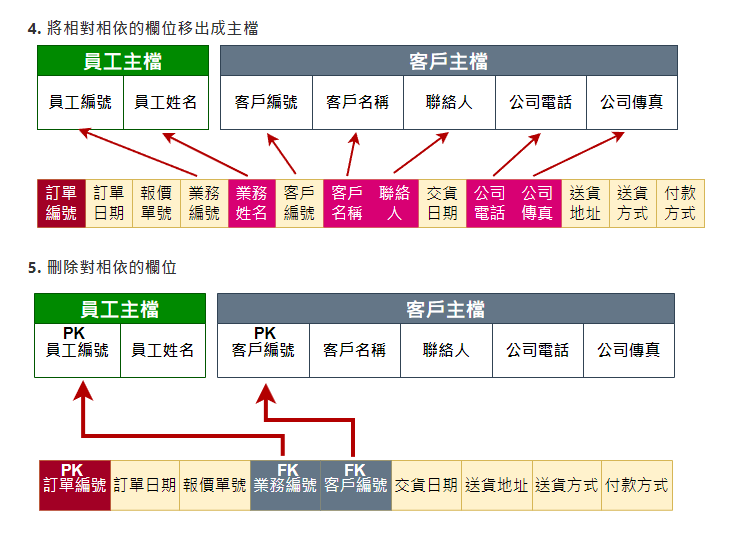 4. 將相對相依的欄位移出成主檔
員工主檔
客戶主檔
員工編號 員工姓名 客戶編號 客戶名稱 聯絡人 公司電話 公司傳真
訂單編號 訂單日期 報價單號 業務編號 業務姓名 客戶編號 客戶名稱 聯絡人 交貨日期 公司電話 公司傳真 送貨地址 送貨方式 付款方式
5. 刪除對相依的欄位
員工主檔
客戶主檔
PK PK
員工編號 員工姓名 客戶編號 客戶名稱 聯絡人 公司電話 公司傳真
PK FK FK
訂單編號 訂單日期 報價單號 業務編號 客戶編號 交貨日期 送貨地址 送貨方式 付款方式